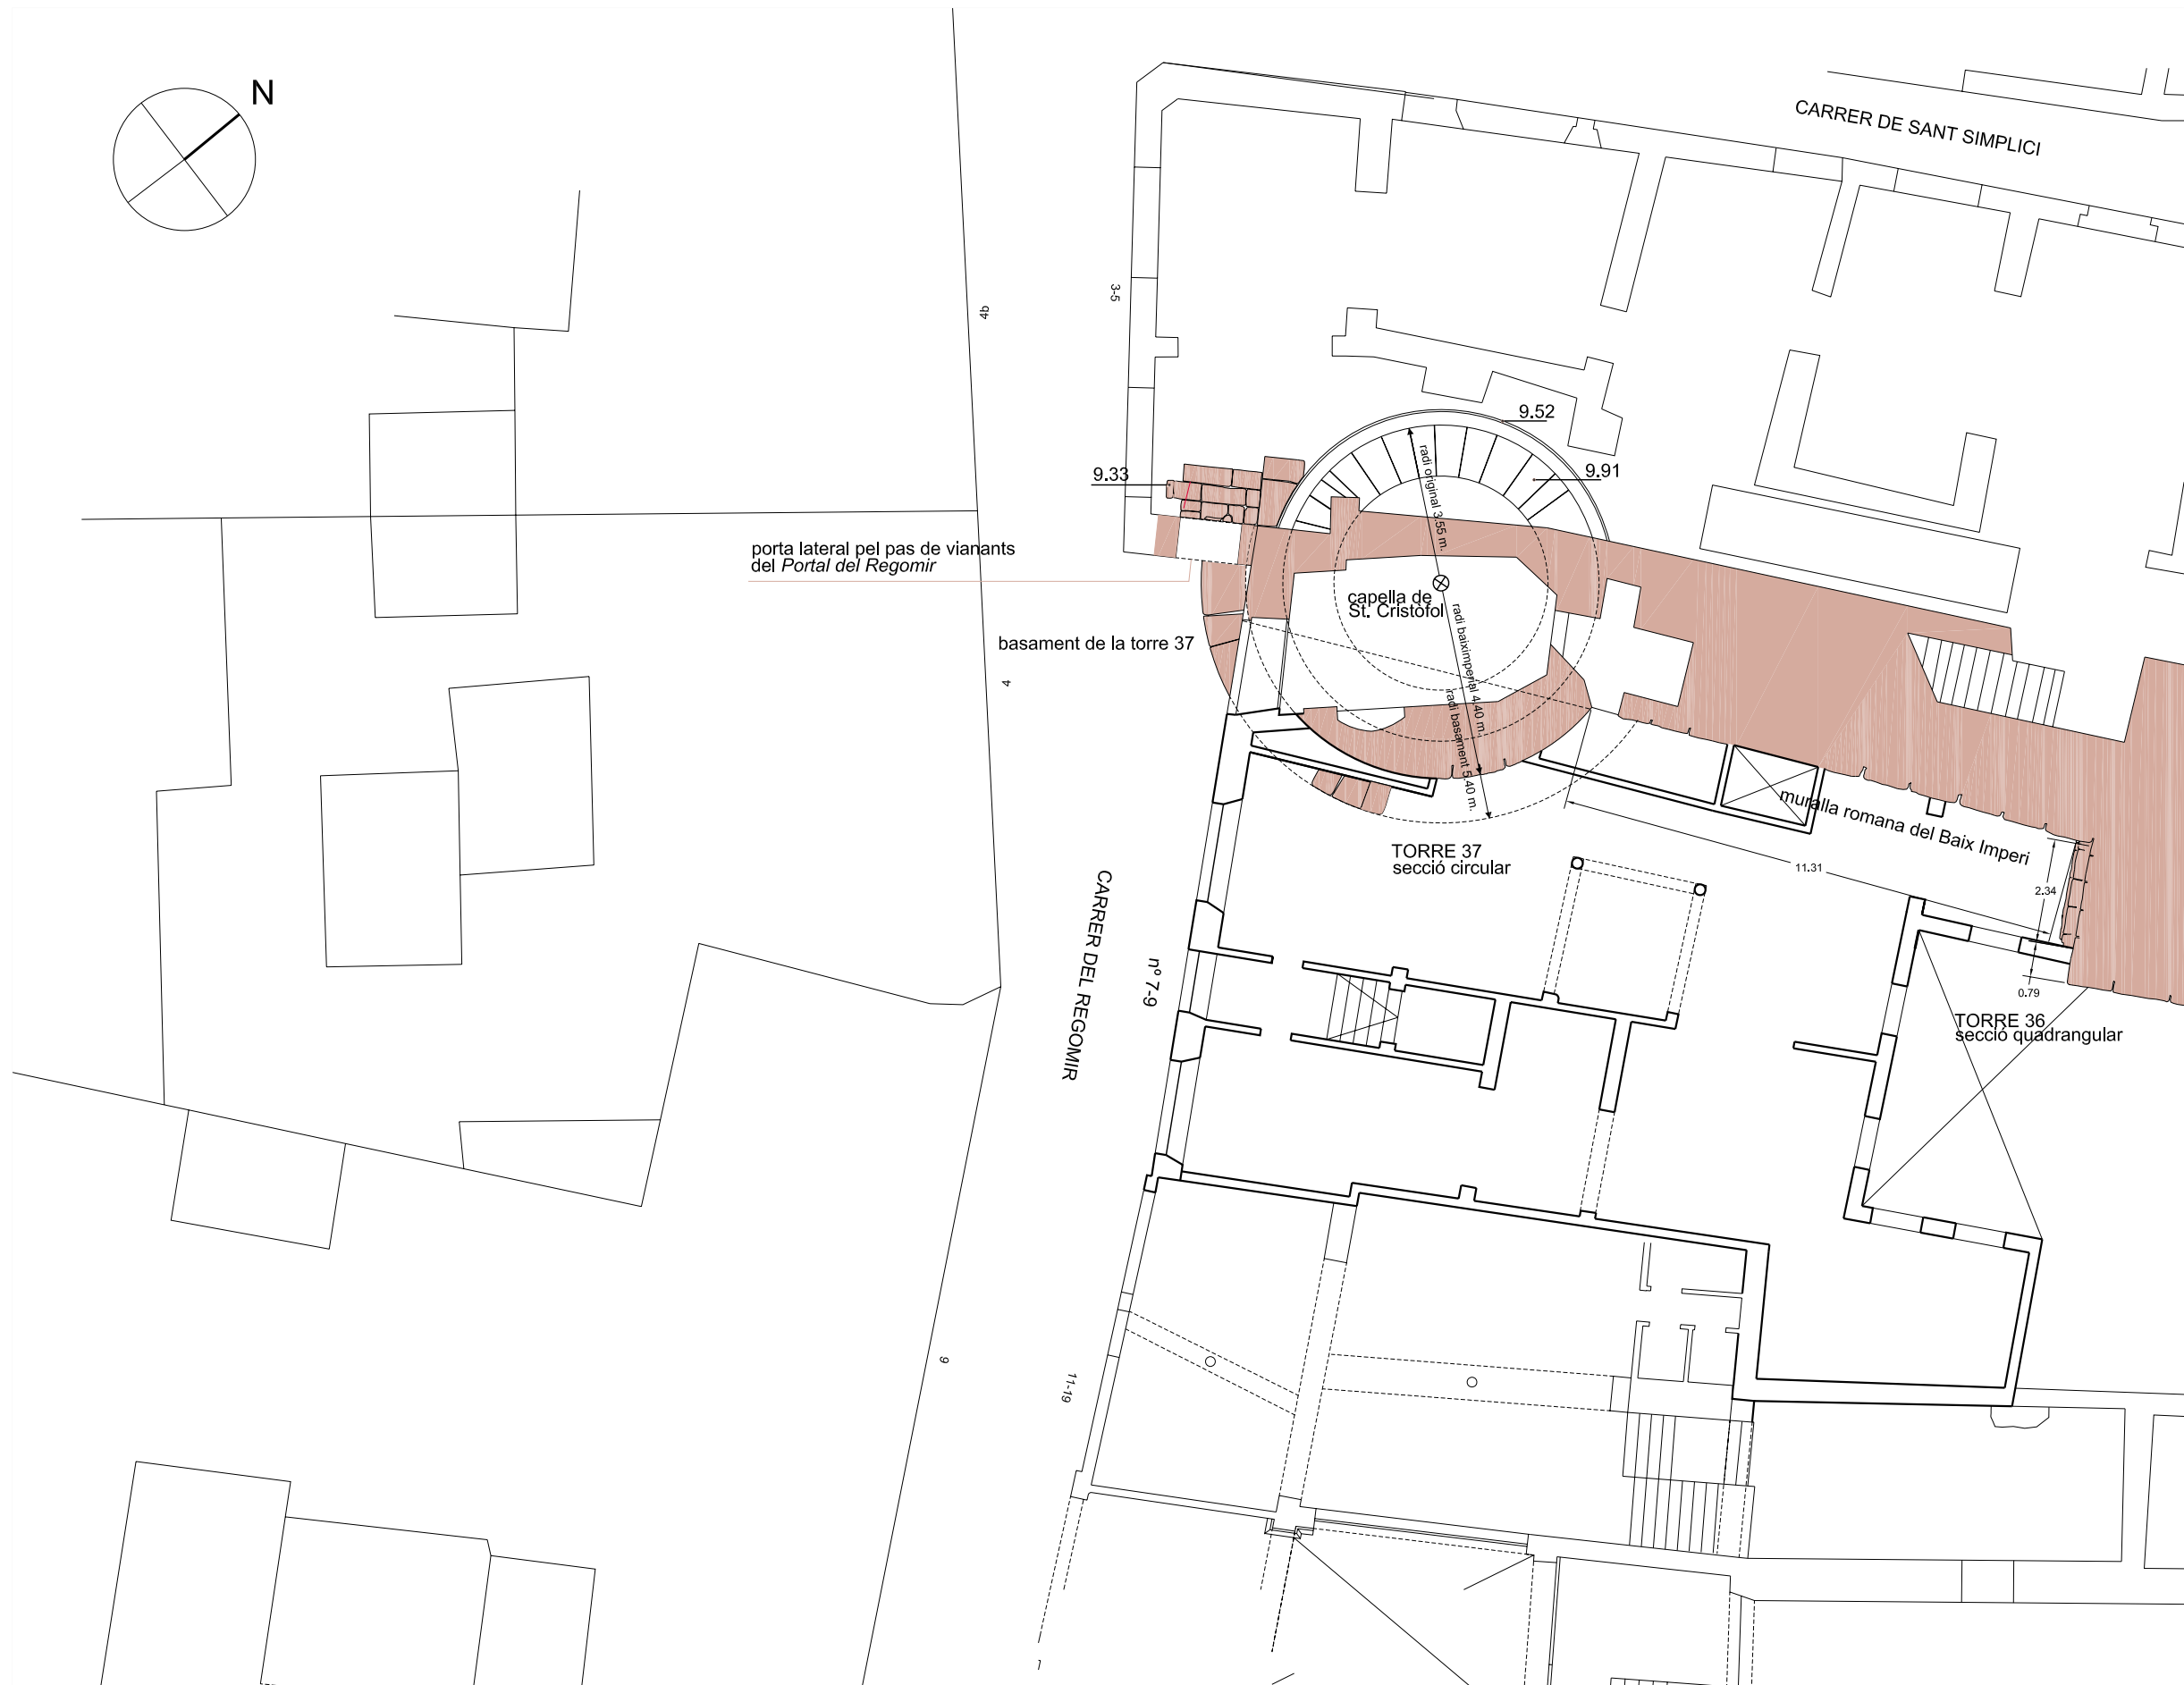 N
CARRER DE SANT SIMPLICI
3-5
4b
9.52
9.91
9.33
radi original 3.55 m.
porta lateral pel pas de vianants
del Portal del Regomir
capella de
St. Cristòfol
radi baiximperial 4.40 m.
basament de la torre 37
4
radi basament 5.40 m.
muralla romana del Baix Imperi
TORRE 37
secció circular
11.31
2.34
CARRER DEL REGOMIR
nº 7-9
0.79
TORRE 36
secció quadrangular
6
11-19